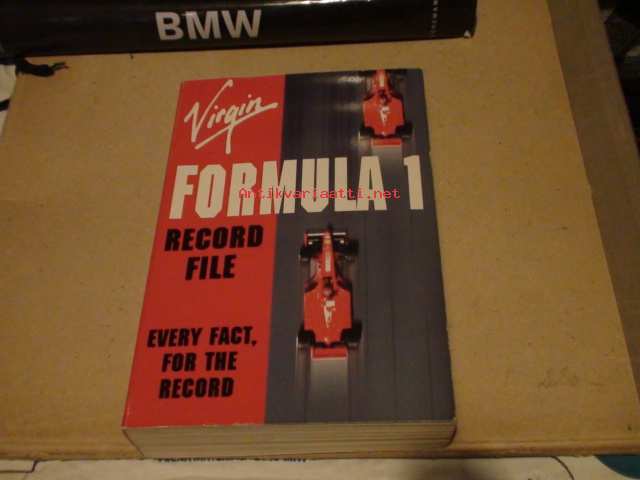 BMW
Virgin
FORMULA 1
Antikvariaatti.net
RECORD
FILE
EVERY FACT,
FOR THE
RECORD